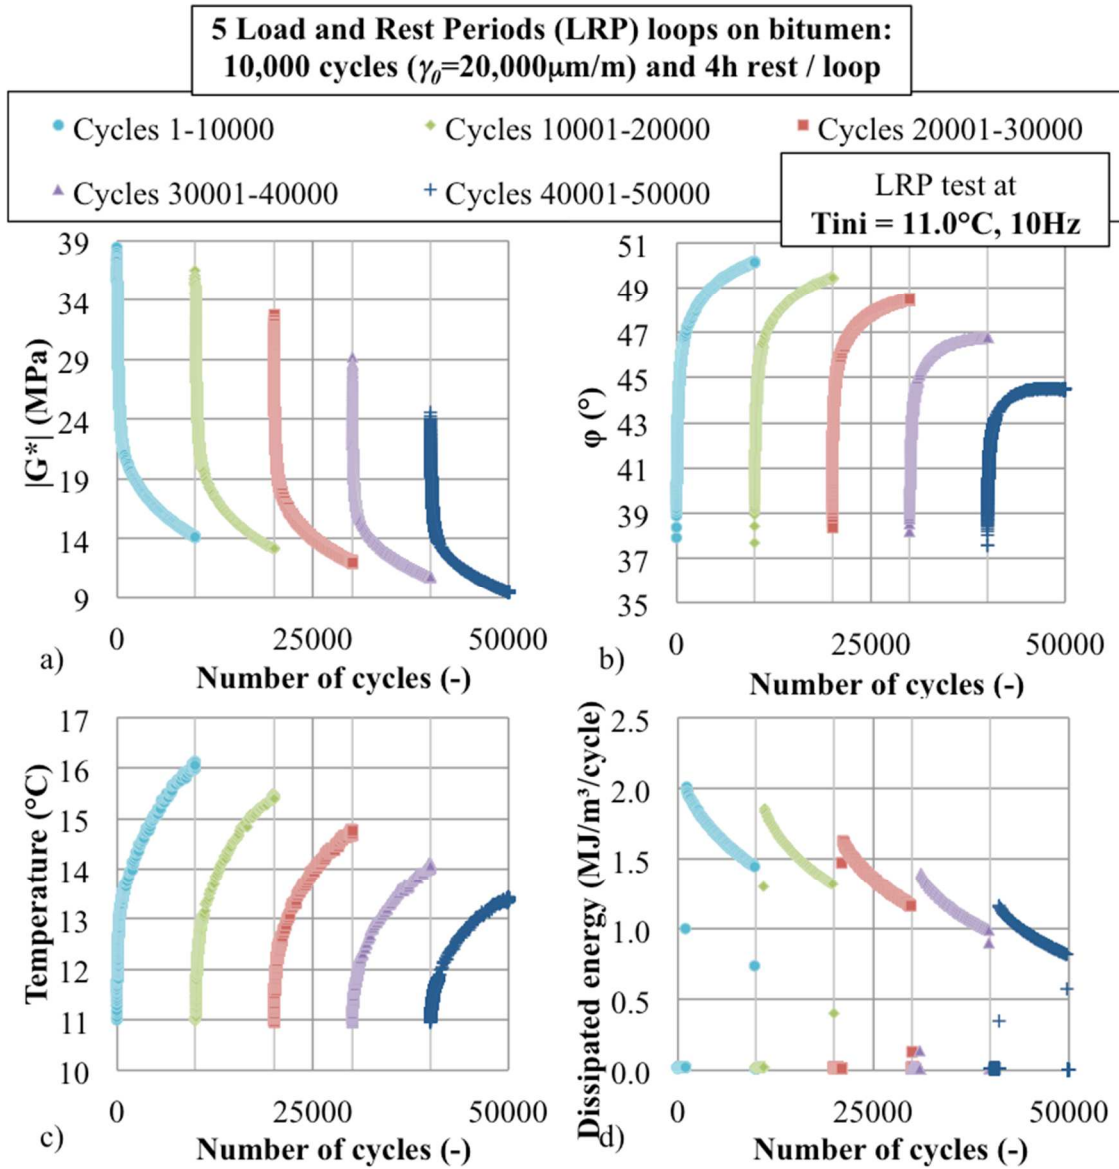 5 Load and Rest Periods (LRP) loops on bitumen:
10,000 cycles (γ₀=20,000μm/m) and 4h rest / loop
Cycles 1-10000
Cycles 10001-20000
Cycles 20001-30000
Cycles 30001-40000
Cycles 40001-50000
LRP test at
Tini = 11.0°C, 10Hz
|G*| (MPa)
39
34
29
24
19
14
9
0
25000
50000
a)
Number of cycles (-)
φ (°)
51
49
47
45
43
41
39
37
35
0
25000
50000
b)
Number of cycles (-)
Temperature (°C)
17
16
15
14
13
12
11
10
0
25000
50000
c)
Number of cycles (-)
Dissipated energy (MJ/m³/cycle)
2.5
2.0
1.5
1.0
0.5
0.0
0
25000
50000
d)
Number of cycles (-)